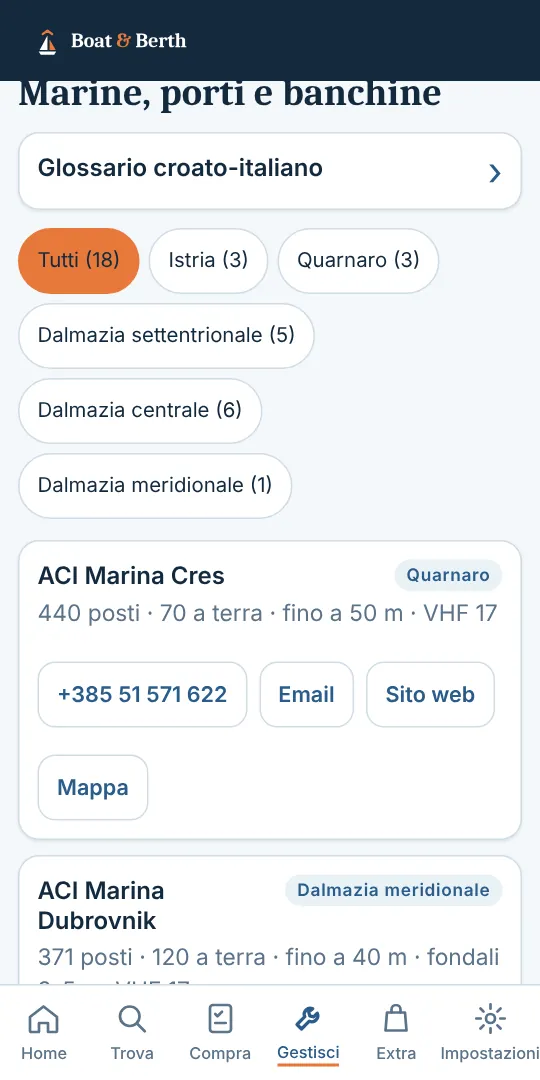 Boat & Berth
Marine, porti e banchine
Glossario croato-italiano
Tutti (18)
Istria (3)
Quarnaro (3)
Dalmazia settentrionale (5)
Dalmazia centrale (6)
Dalmazia meridionale (1)
ACI Marina Cres
Quarnaro
440 posti · 70 a terra · fino a 50 m · VHF 17
+385 51 571 622
Email
Sito web
Mappa
ACI Marina
Dubrovnik
Dalmazia meridionale
371 posti · 120 a terra · fino a 40 m · fondali
Home
Trova
Compra
Gestisci
Extra
Impostazioni